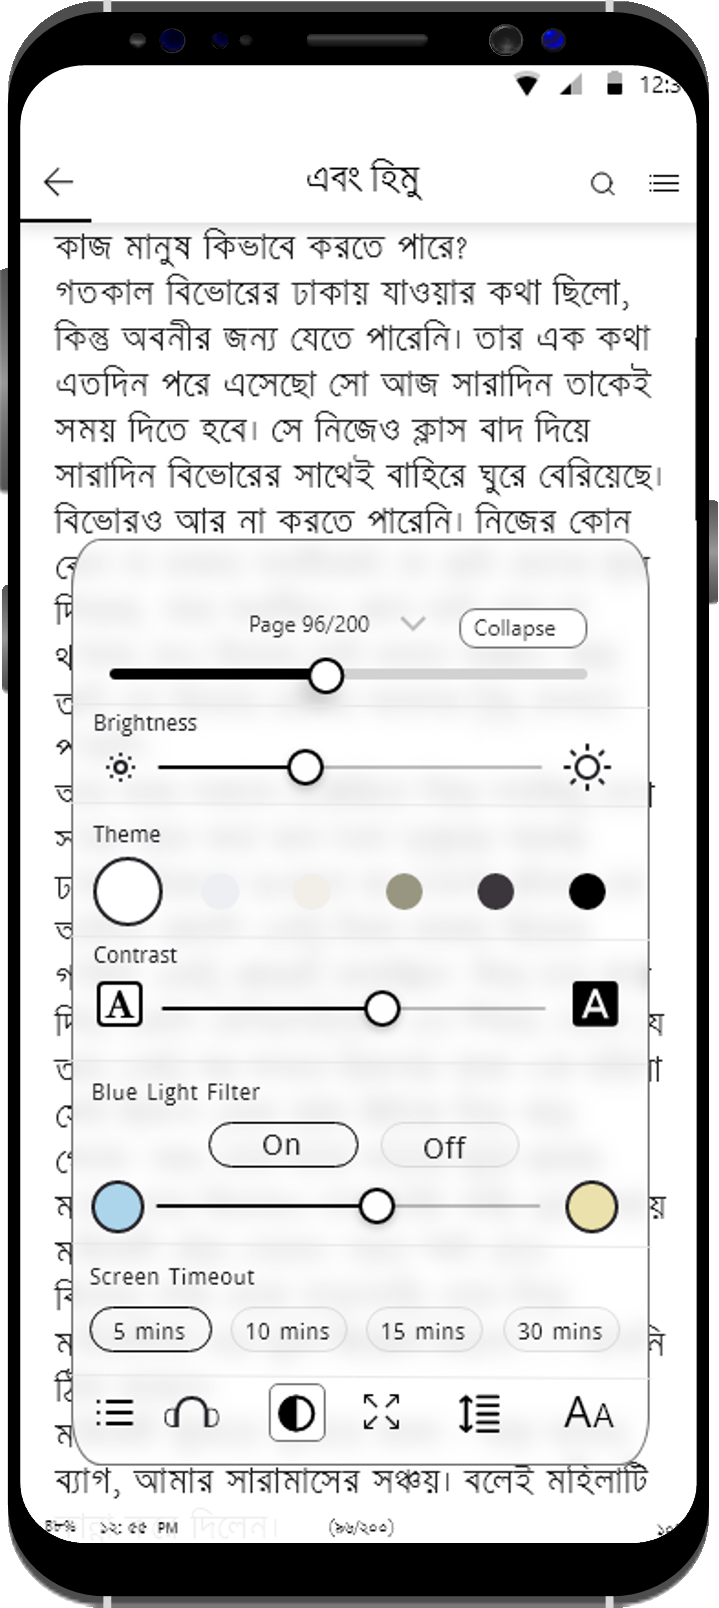 12:3
এবং হিমু
কাজ মানুষ কিভাবে করতে পারে?
গতকাল বিভোরের ঢাকায় যাওয়ার কথা ছিলো,
কিন্তু অবনীর জন্য যেতে পারেনি। তার এক কথা
এতদিন পরে এসেছো সো আজ সারাদিন তাকেই
সময় দিতে হবে। সে নিজেও ক্লাস বাদ দিয়ে
সারাদিন বিভোরের সাথেই বাহিরে ঘুরে বেরিয়েছে।
বিভোরও আর না করতে পারেনি। নিজের কোন
Page 96/200
Collapse
Brightness
Theme
Contrast
A A
Blue Light Filter
On Off
Screen Timeout
5 mins 10 mins 15 mins 30 mins
AA
ব্যাগ, আমার সারামাসের সঞ্চয়। বলেই মহিলাটি
দিলেন।
৪৮% ১২: ৫৫ PM (৯৬/২০০)